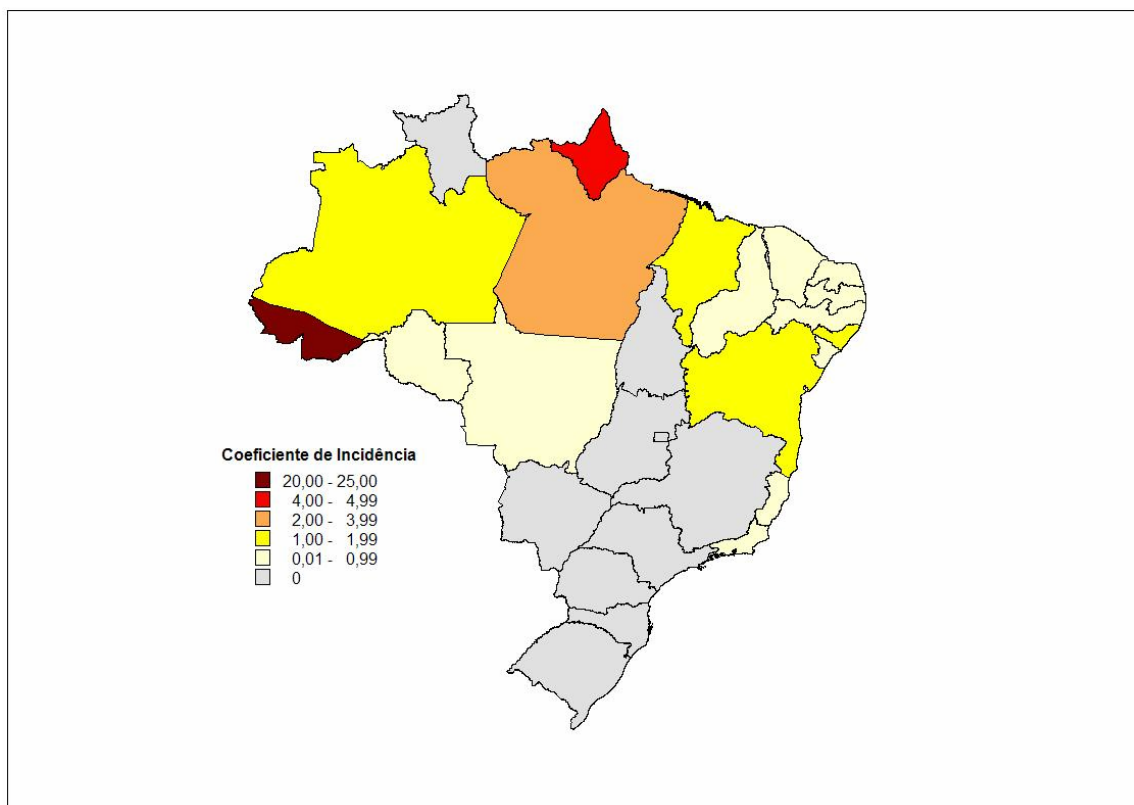 Coeficiente de Incidência
20,00 - 25,00
4,00 - 4,99
2,00 - 3,99
1,00 - 1,99
0,01 - 0,99
0